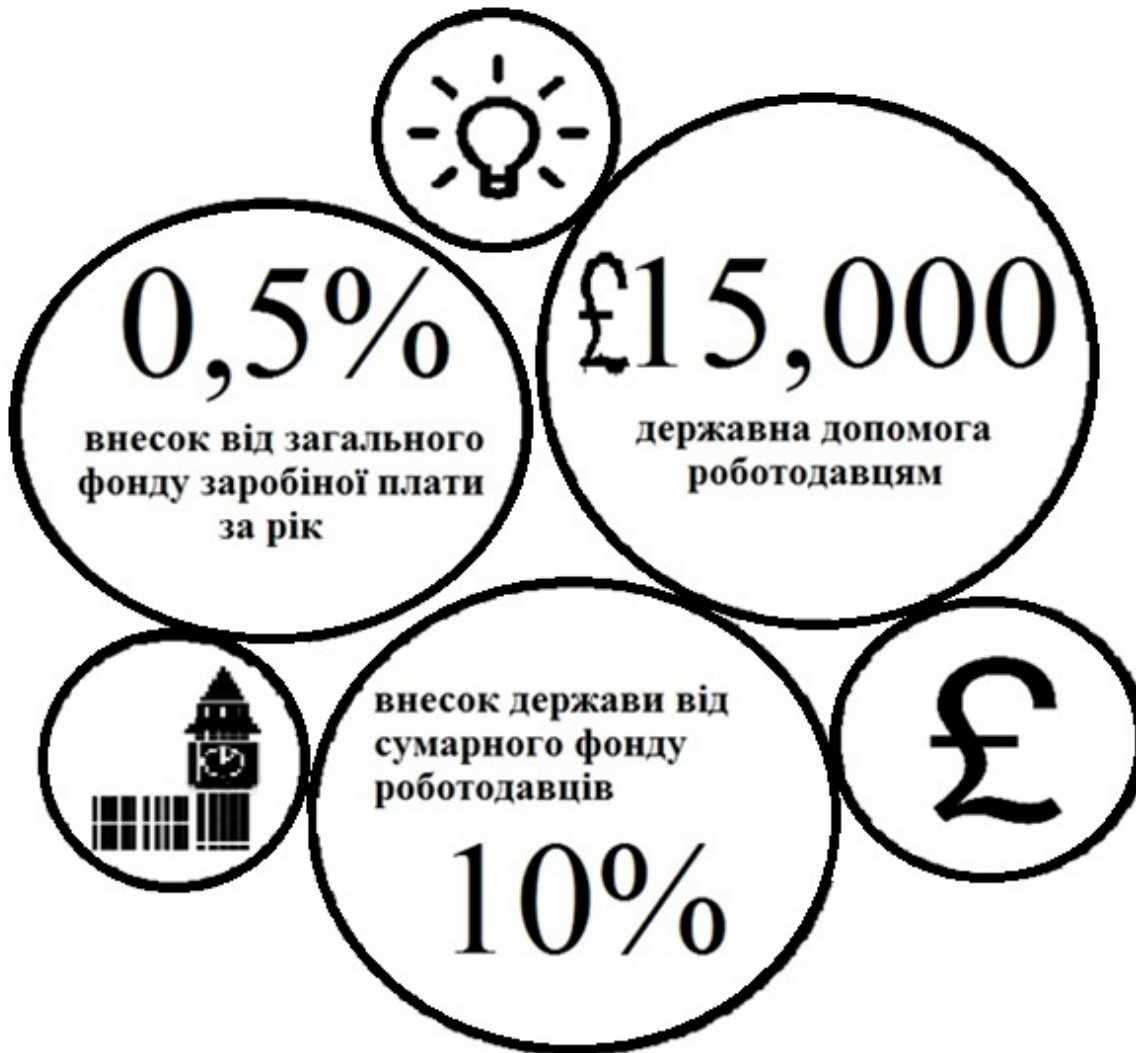 0,5%
внесок від загального
фонду заробіної плати
за рік
£15,000
державна допомога
роботодавцям
внесок держави від
сумарного фонду
роботодавців
10%
£